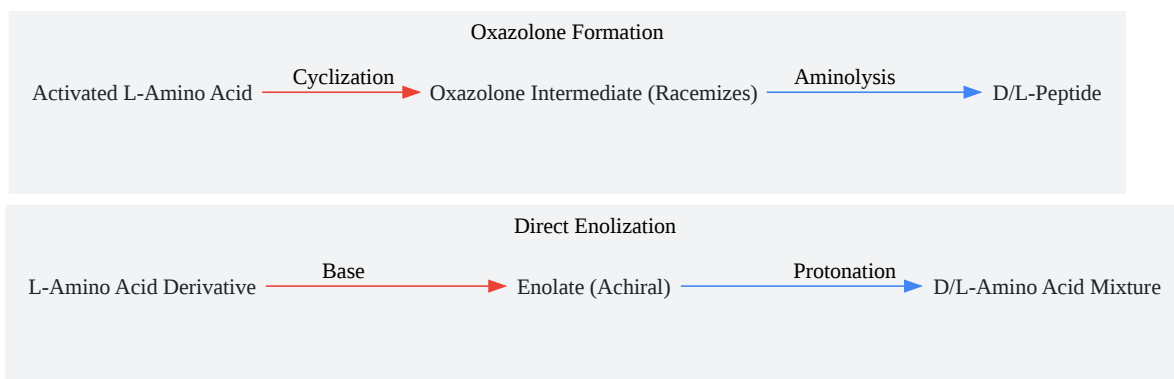 Oxazolone Formation
Cyclization
Aminolysis
Activated L-Amino Acid
Oxazolone Intermediate (Racemizes)
D/L-Peptide
Direct Enolization
Base
Protonation
L-Amino Acid Derivative
Enolate (Achiral)
D/L-Amino Acid Mixture